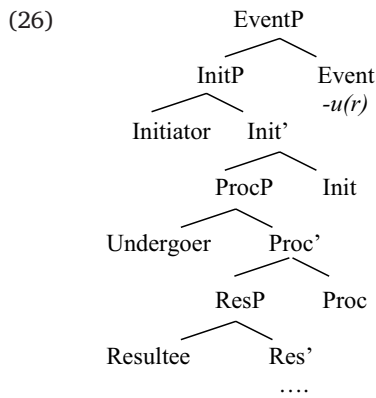 (26) EventP
InitP Event
-u(r)
Initiator Init’
ProcP Init
Undergoer Proc’
ResP Proc
Resultee Res’
....